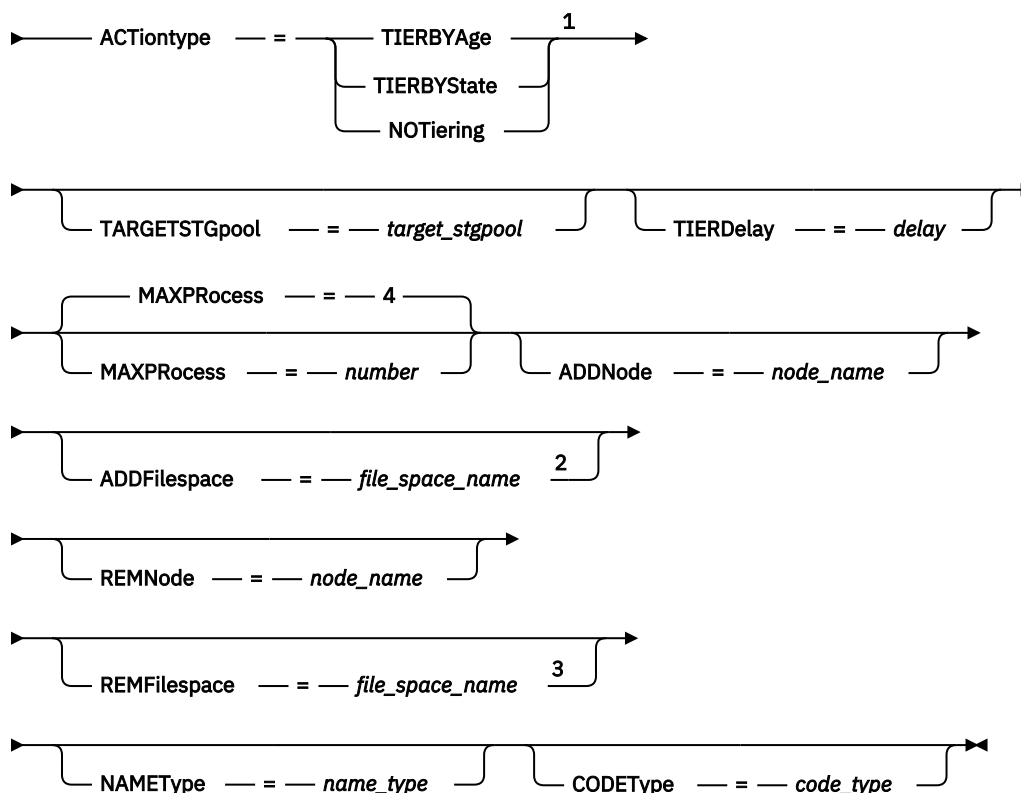 ACTiontype = TIERBYAge 1
TIERBYState
NOTiering
TARGETSTGpool = target_stgpool TIERDelay = delay
MAXPRocess = 4
MAXPRocess = number ADDNode = node_name
ADDFilespace = file_space_name 2
REMNode = node_name
REMFilespace = file_space_name 3
NAMEType = name_type CODEType = code_type